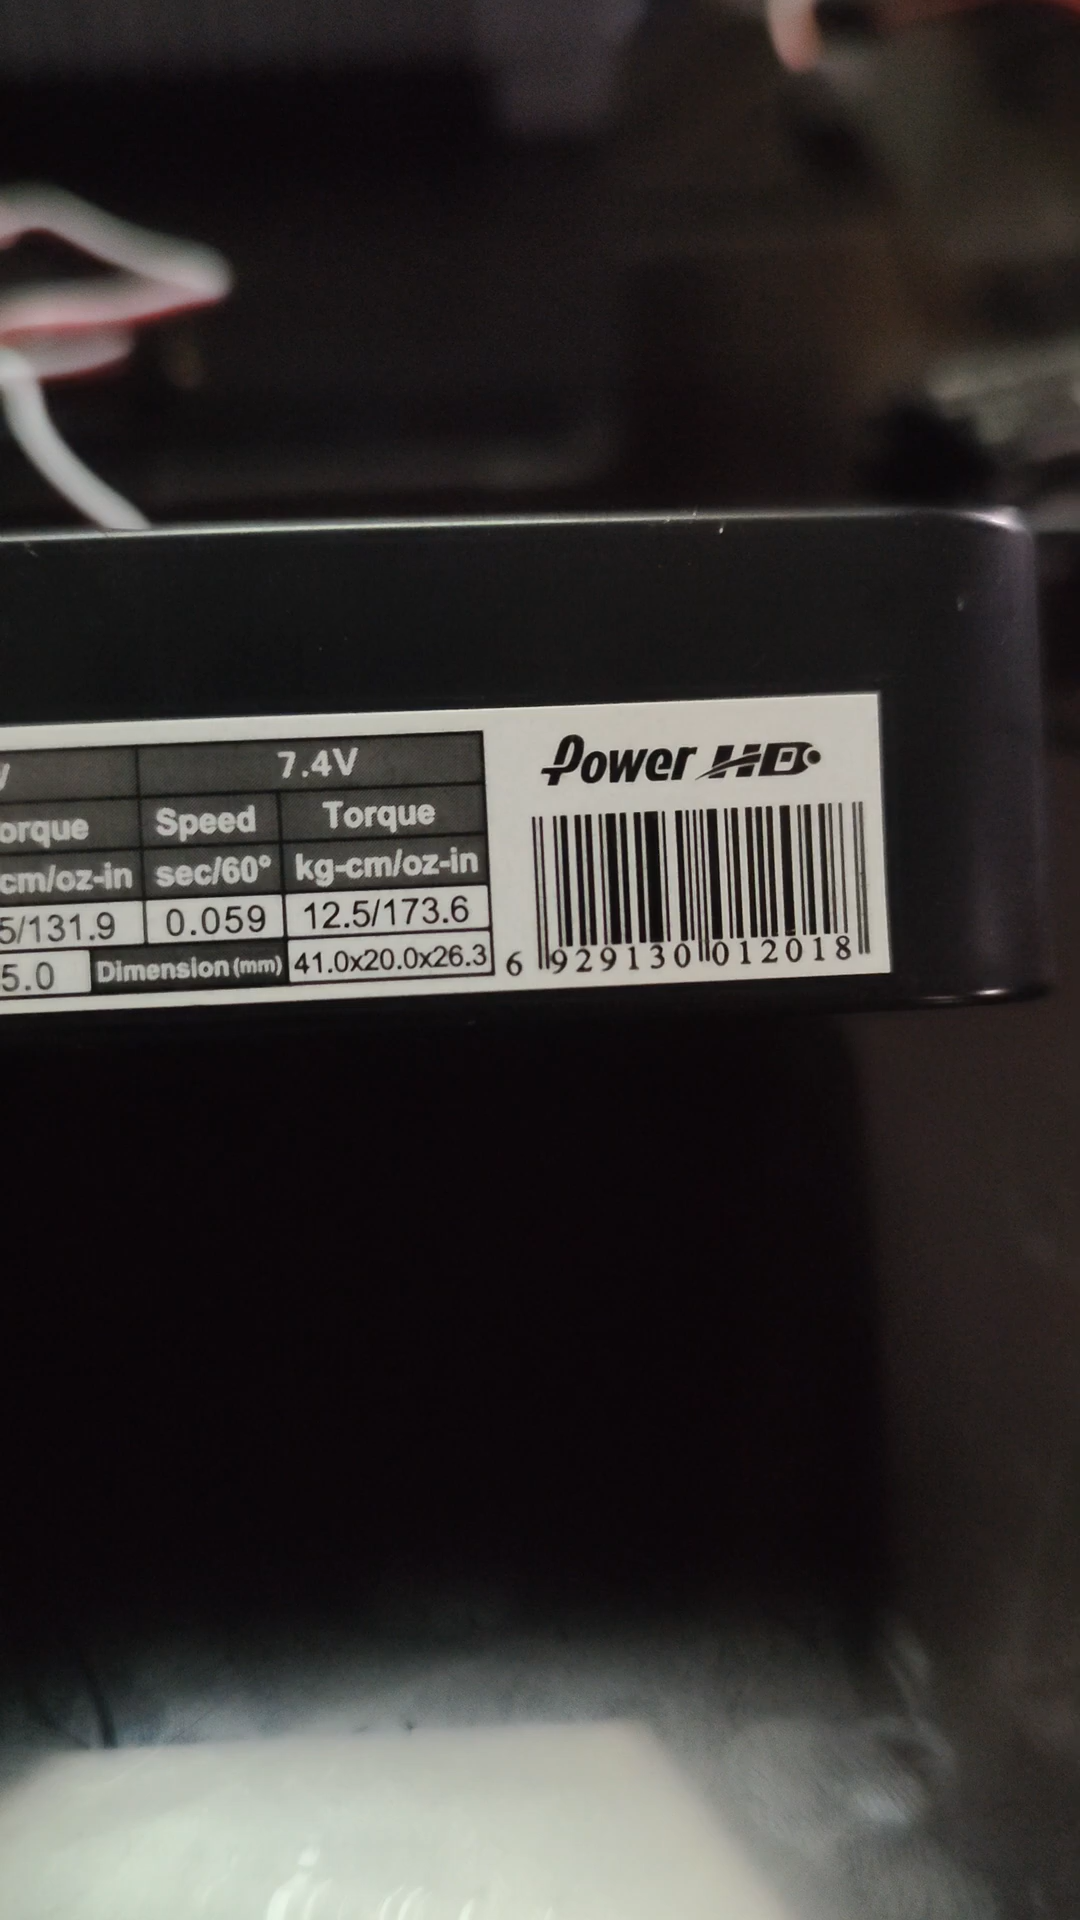 7.4V
Power HD
Speed Torque
cm/oz-in sec/60° kg-cm/oz-in
5/131.9 0.059 12.5/173.6
5.0 Dimension(mm) 41.0x20.0x26.3
6 929130 012018